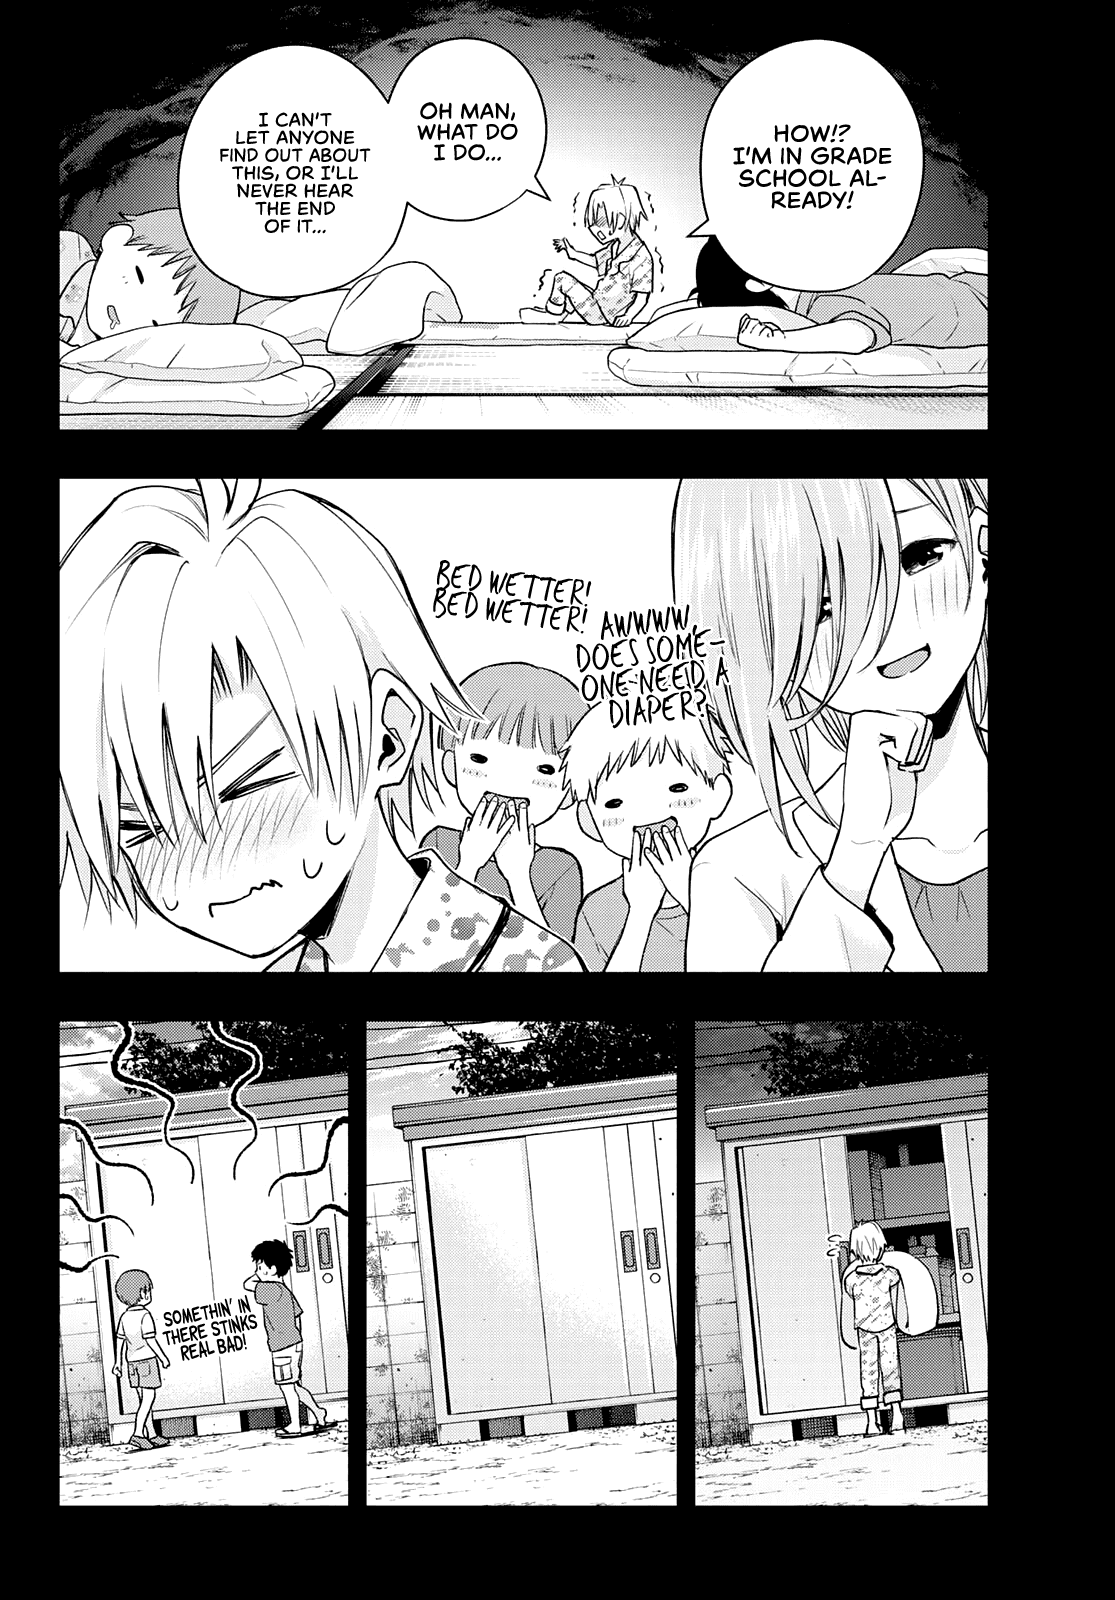 HOW!?
I'M IN GRADE
SCHOOL AL-
READY!
OH MAN,
WHAT DO
I DO...
I CAN'T
LET ANYONE
FIND OUT ABOUT
THIS, OR I'LL
NEVER HEAR
THE END
OF IT...
AWWWW,
DOES SOME-
ONE NEED A
DIAPER?
BED WETTER!
BED WETTER!
SOMETHIN' IN
THERE STINKS
REAL BAD!